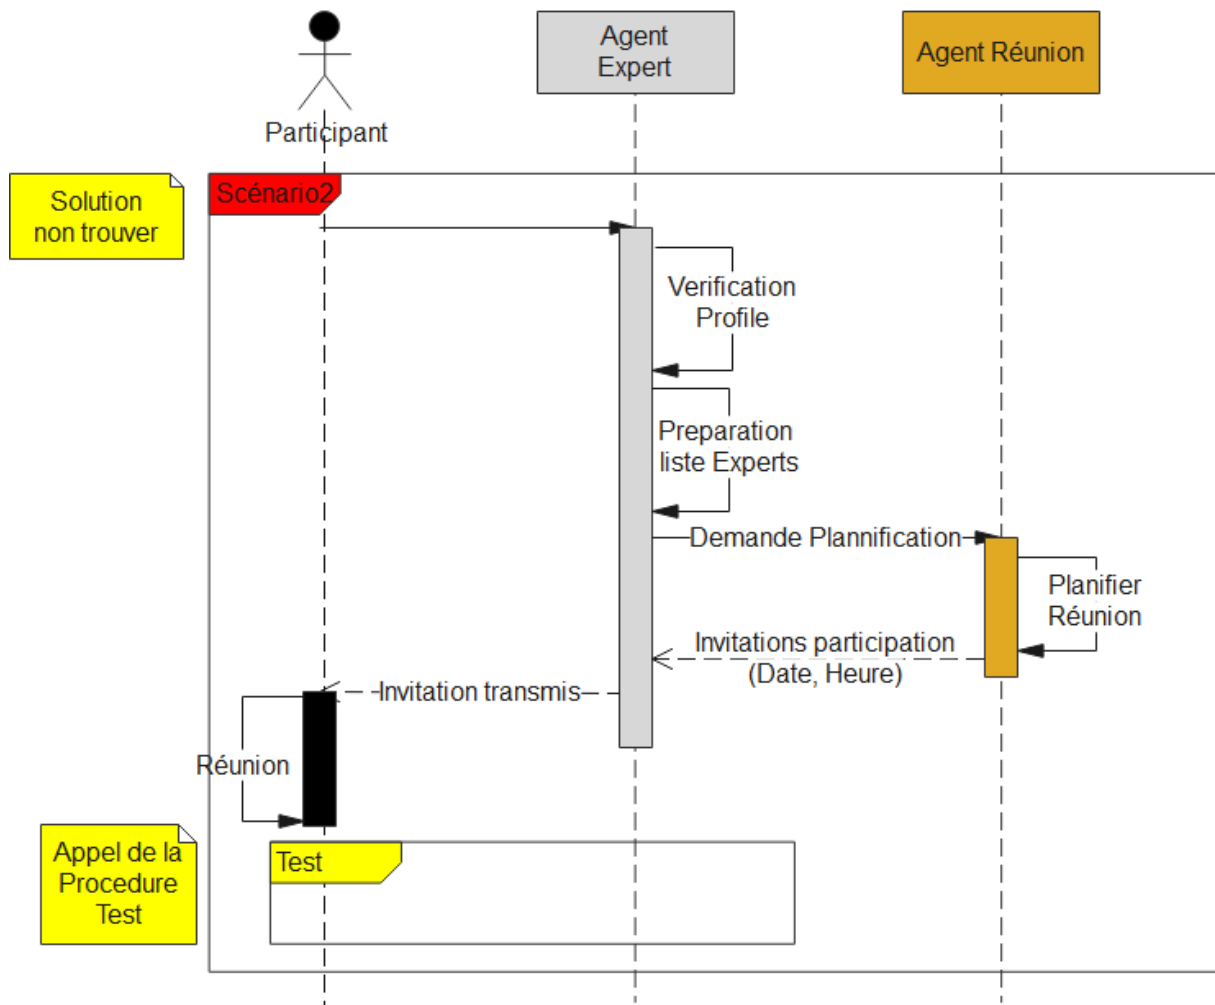 Agent
Expert
Agent Réunion
Participant
Solution
non trouver
Scénario2
Verification
Profile
Preparation
liste Experts
Demande Plannification
Planifier
Réunion
Invitations participation
(Date, Heure)
Invitation transmis
Réunion
Appel de la
Procedure
Test
Test